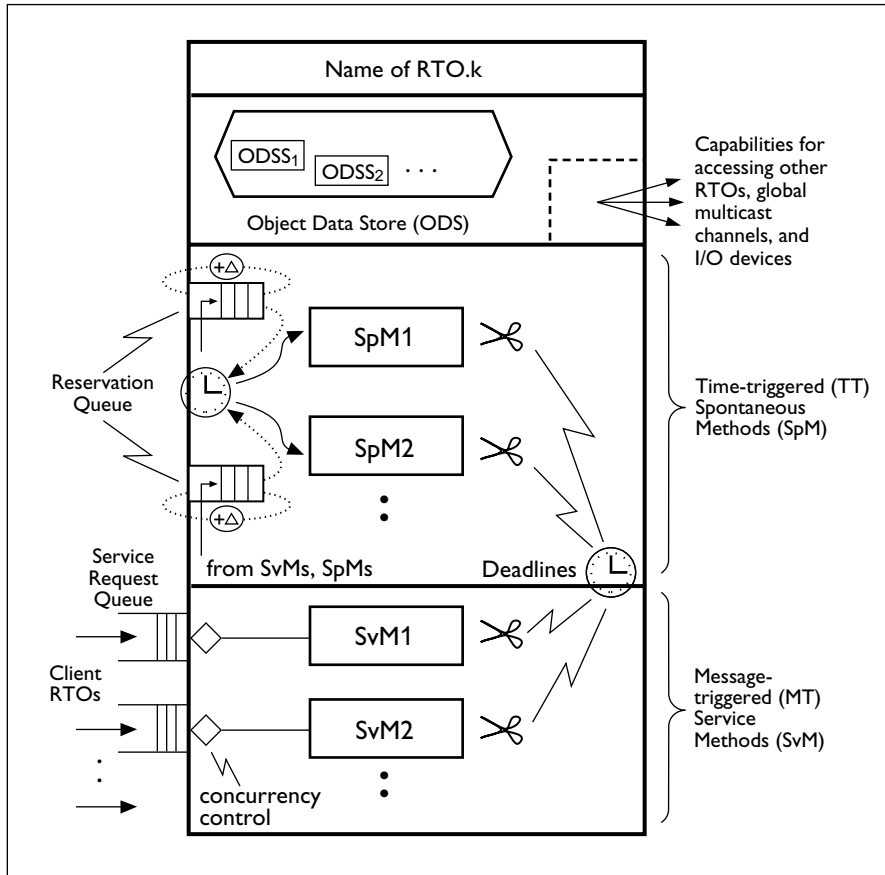 Name of RTO.k
ODSS1
ODSS2 . . .
Object Data Store (ODS)
Capabilities for
accessing other
RTOs, global
multicast
channels, and
I/O devices
+△
SpM1
Reservation
Queue
SpM2
+△
Time-triggered (TT)
Spontaneous
Methods (SpM)
from SvMs, SpMs
Deadlines
Service
Request
Queue
SvM1
Client
RTOs
SvM2
Message-
triggered (MT)
Service
Methods (SvM)
concurrency
control